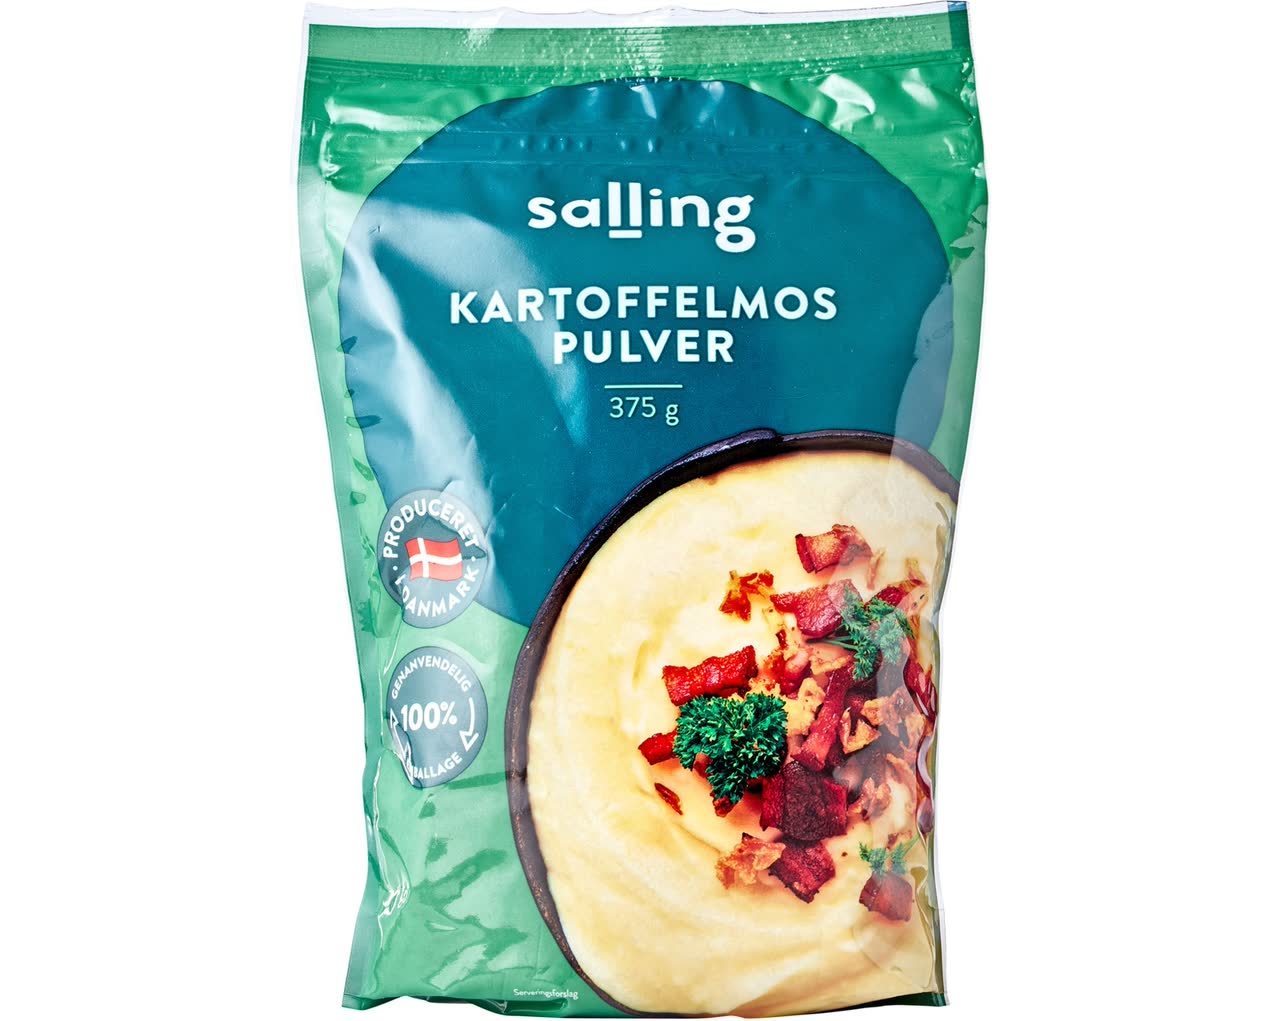 salling
KARTOFFELMOS
PULVER
375 g
PRODUCERET
I DANMARK
GENANVENDELIG
100%
EMBALLAGE
Serveringsforslag